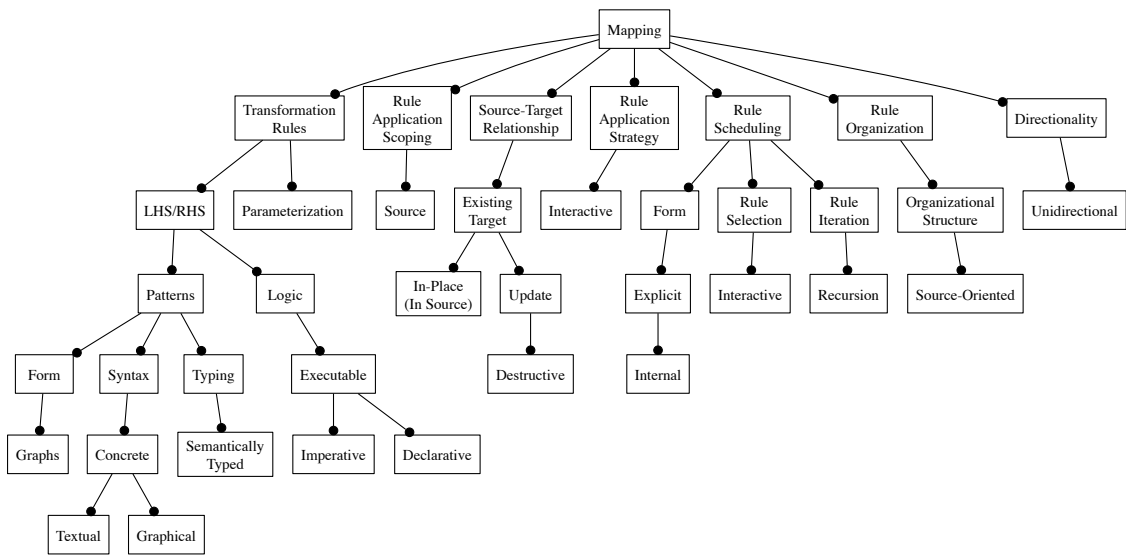 Mapping
Transformation
Rules
Rule
Application
Scoping
Source-Target
Relationship
Rule
Application
Strategy
Rule
Scheduling
Rule
Organization
Directionality
LHS/RHS
Parameterization
Source
Existing
Target
Interactive
Form
Rule
Selection
Rule
Iteration
Organizational
Structure
Unidirectional
Patterns
Logic
In-Place
(In Source)
Update
Explicit
Interactive
Recursion
Source-Oriented
Form
Syntax
Typing
Executable
Destructive
Internal
Graphs
Concrete
Semantically
Typed
Imperative
Declarative
Textual
Graphical